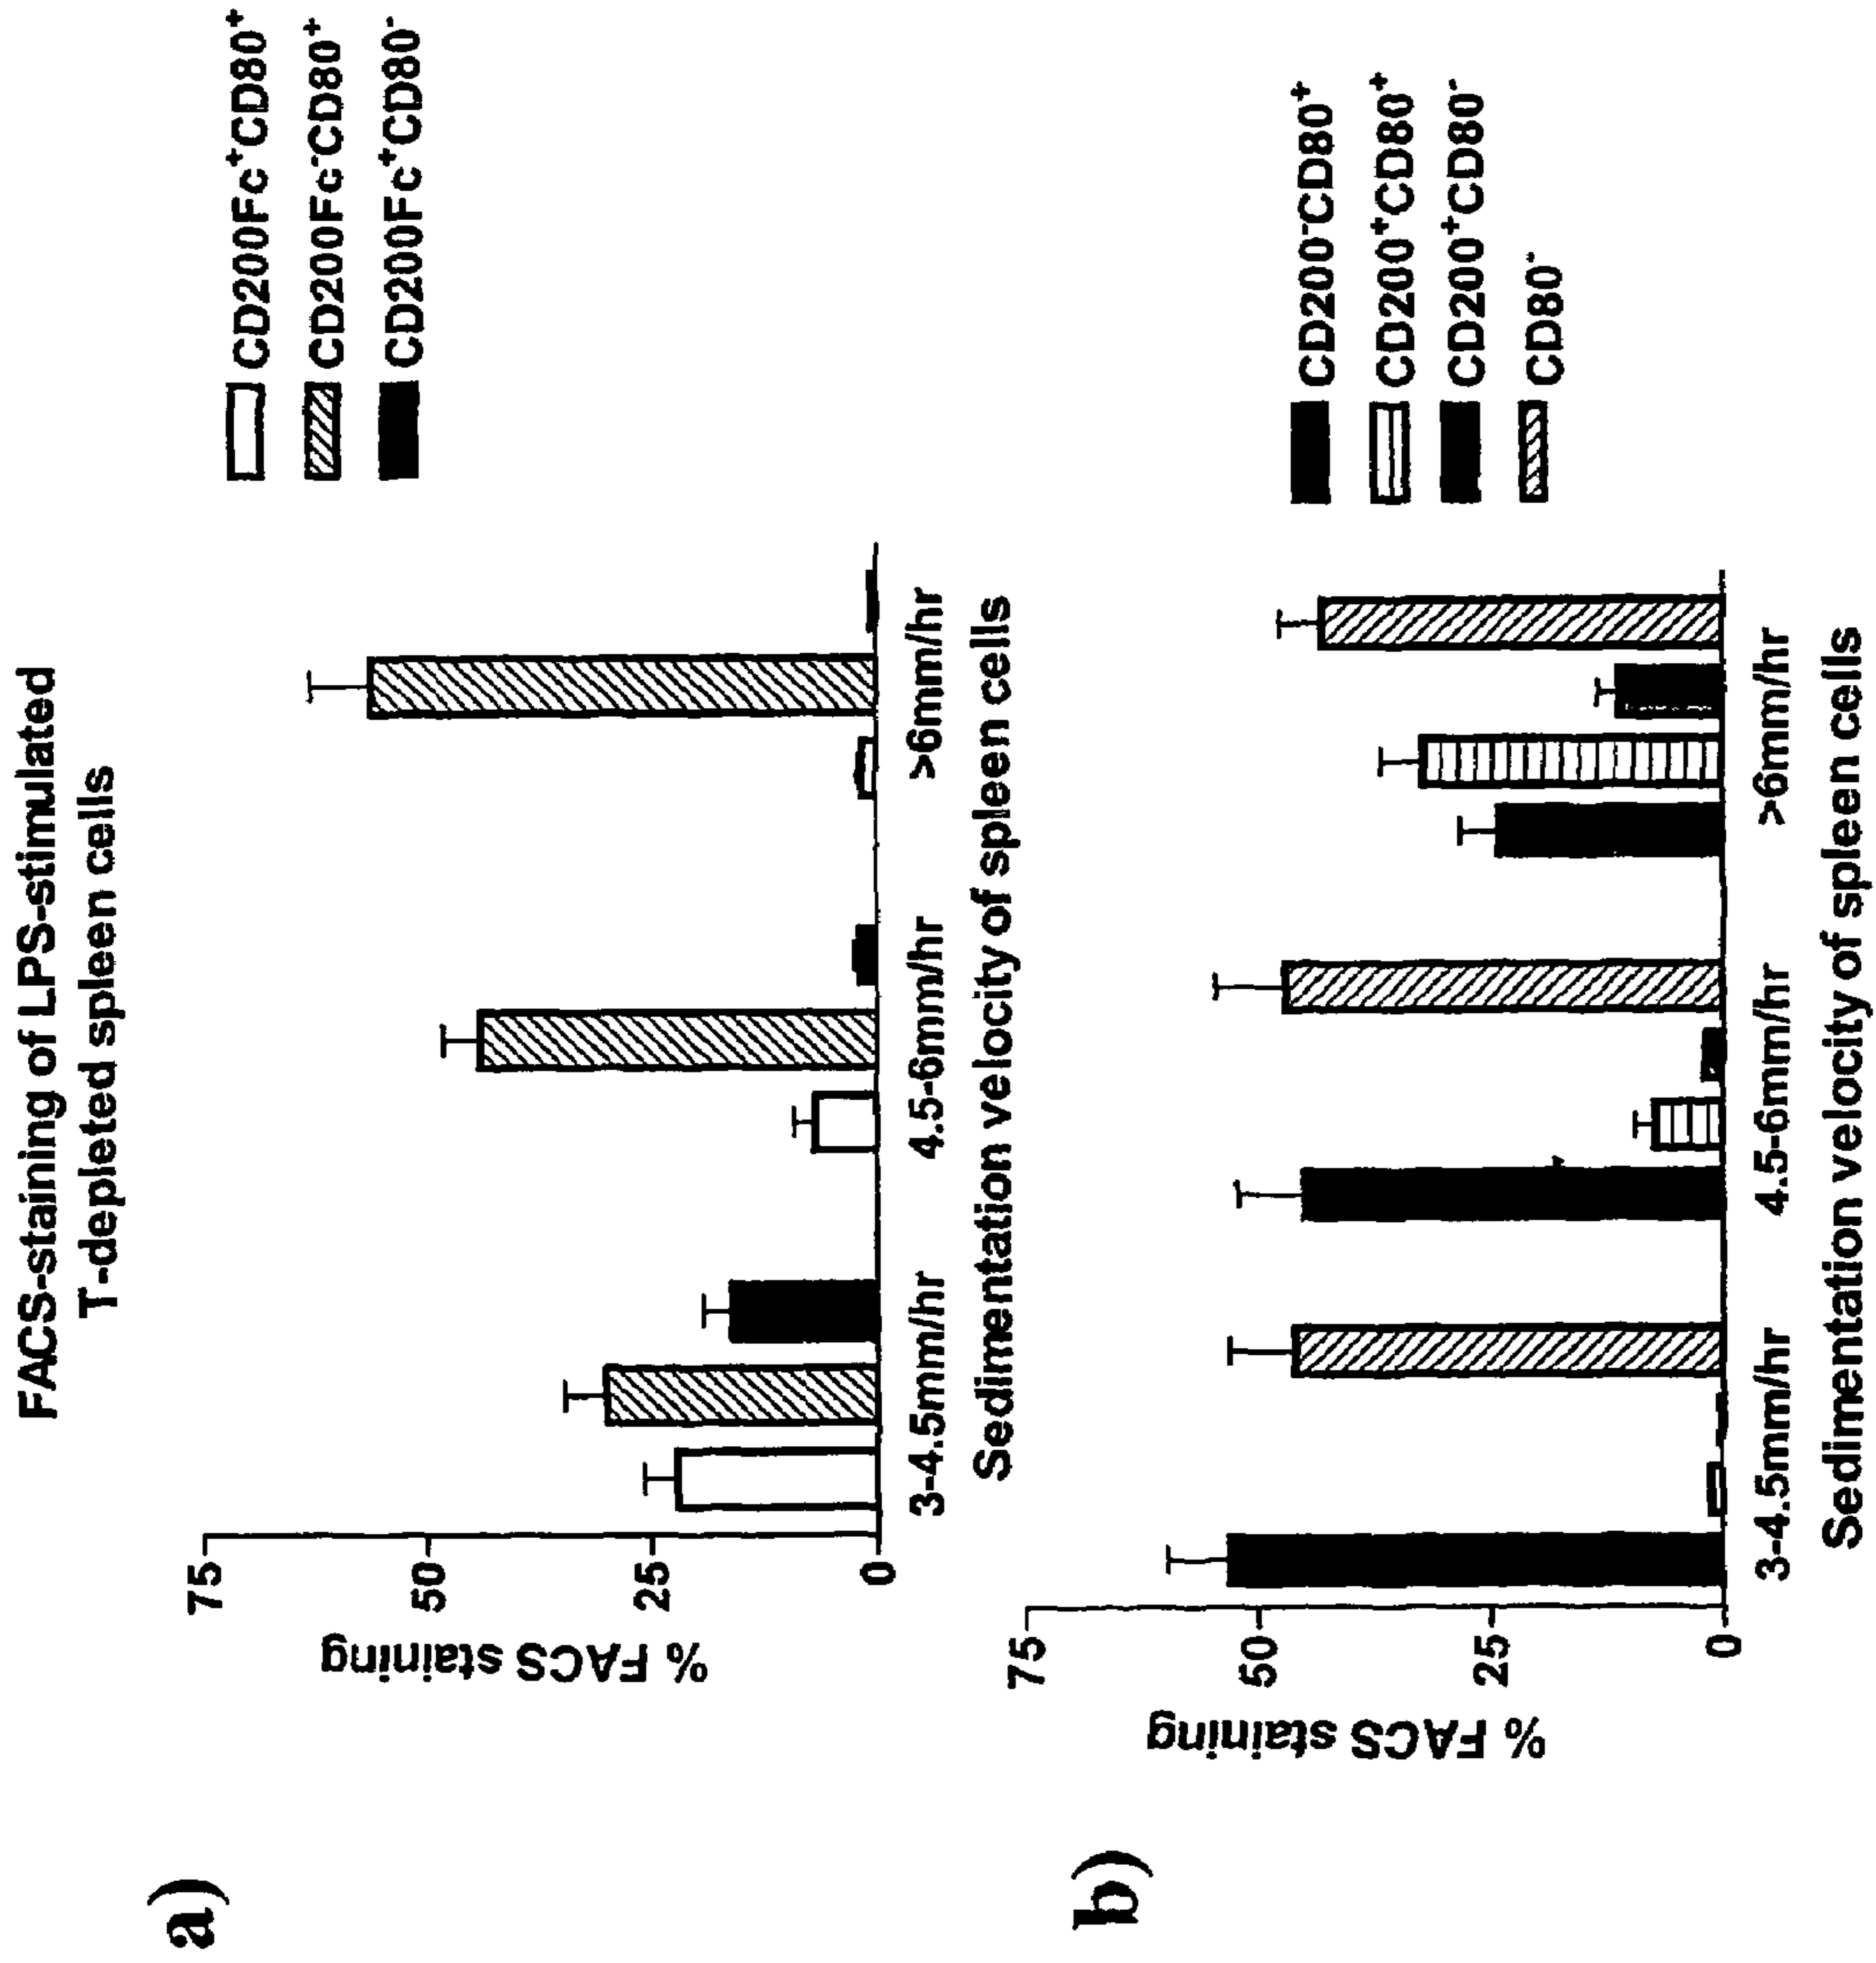 FACS-staining of LPS-stimulated
T-depleted spleen cells
a)
% FACS staining
75
50
25
0
3-4.5mm/hr 4.5-6mm/hr >6mm/hr
Sedimentation velocity of spleen cells
CD200Fc⁺CD80⁺
CD200Fc⁻CD80⁺
CD200Fc⁺CD80⁻
b)
% FACS staining
75
50
25
0
3-4.5mm/hr 4.5-6mm/hr >6mm/hr
Sedimentation velocity of spleen cells
CD200⁻CD80⁺
CD200⁺CD80⁺
CD200⁺CD80⁻
CD80⁻